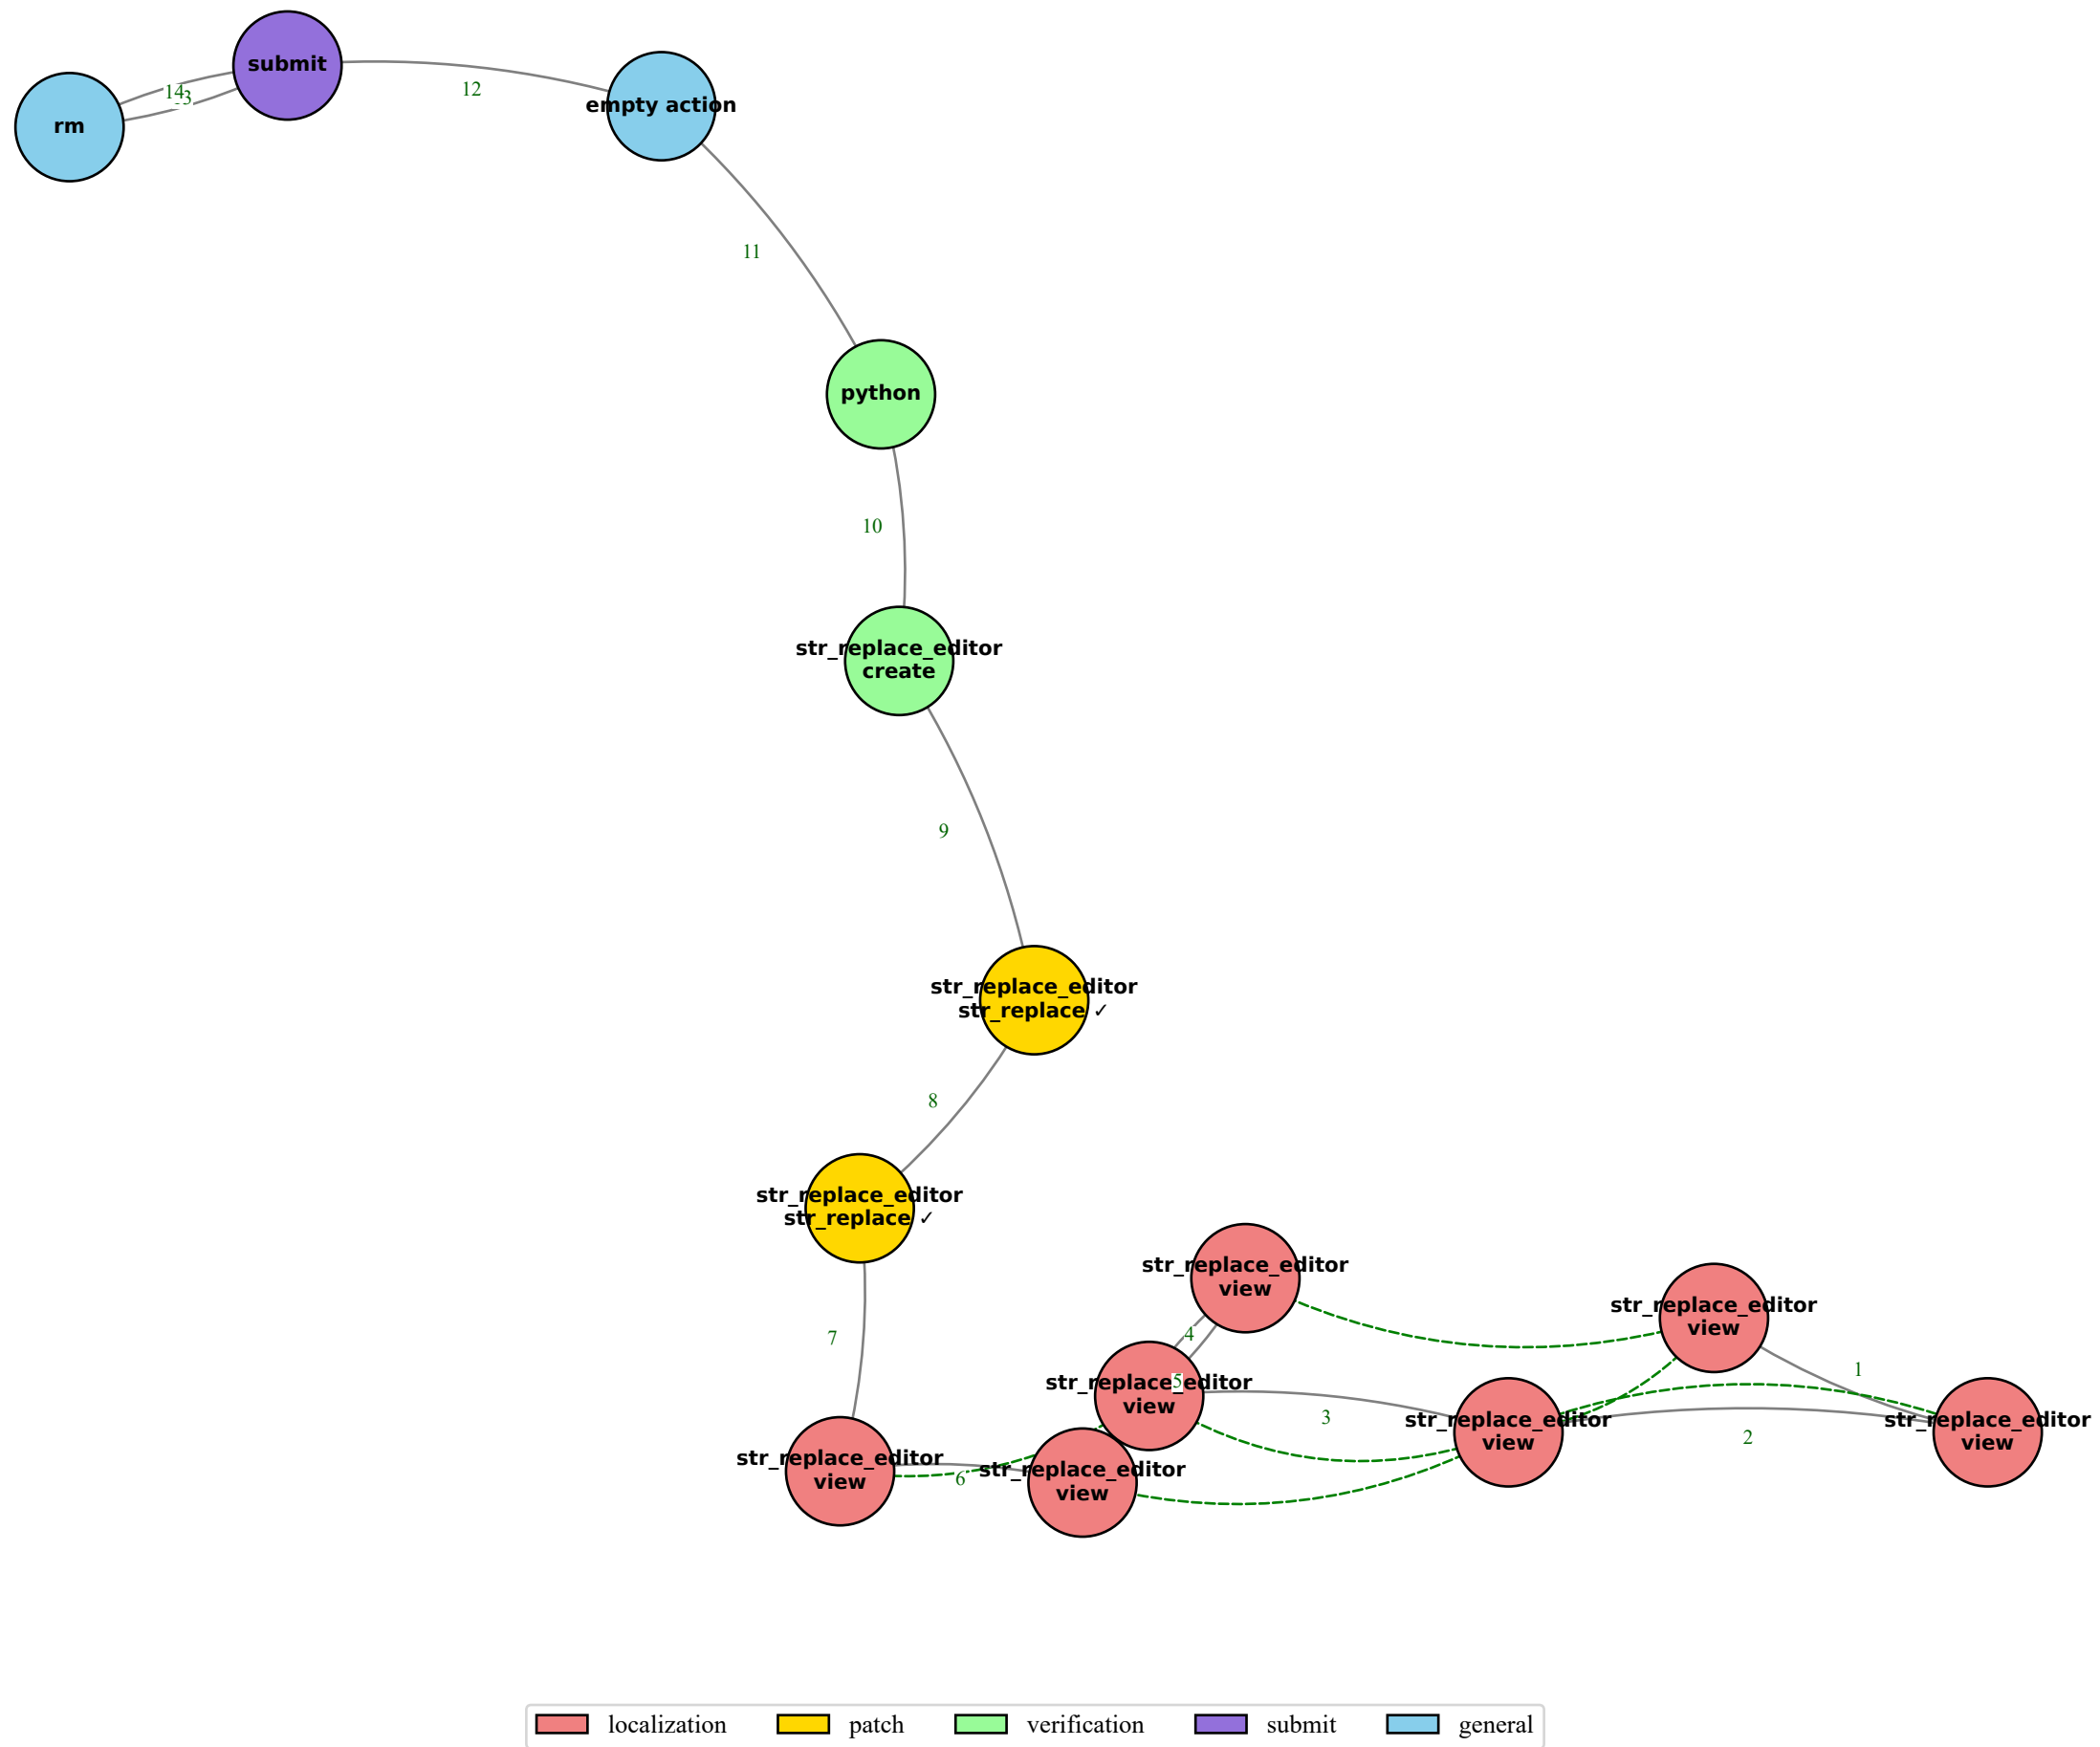 submit
rm
14
3
12
empty action
11
python
10
str_replace_editor
create
9
str_replace_editor
str_replace ✓
8
str_replace_editor
str_replace ✓
7
str_replace_editor
view
4
str_replace_editor
view
1
str_replace_editor
view
5
3
str_replace_editor
view
2
str_replace_editor
view
str_replace_editor
view
6
str_replace_editor
view
localization
patch
verification
submit
general